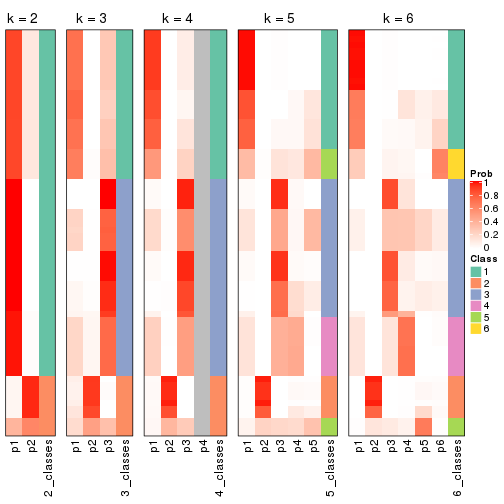 k = 2
k = 3
k = 4
k = 5
k = 6
Prob
1
0.8
0.6
0.4
0.2
0
Class
1
2
3
4
5
6
p1
p2
2_classes
p1
p2
p3
3_classes
p1
p2
p3
p4
4_classes
p1
p2
p3
p4
p5
5_classes
p1
p2
p3
p4
p5
p6
6_classes